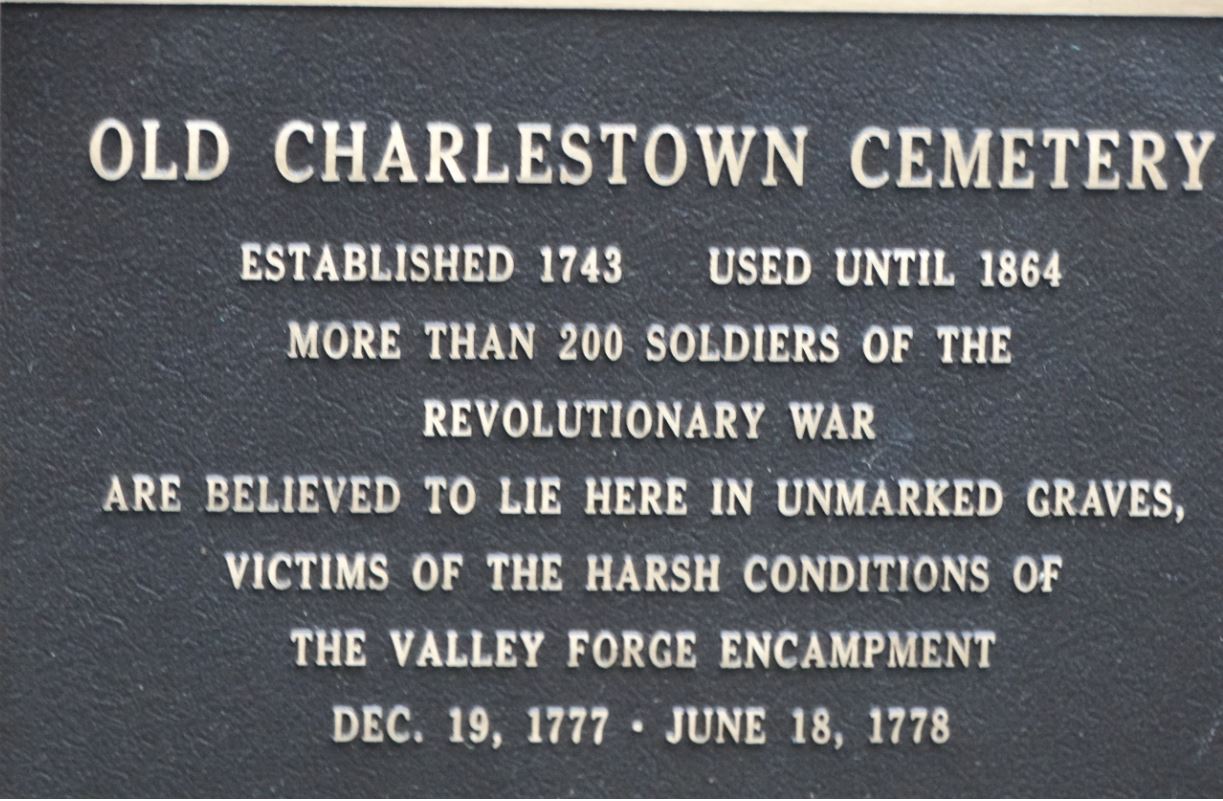 OLD CHARLESTOWN CEMETERY
ESTABLISHED 1743 USED UNTIL 1864
MORE THAN 200 SOLDIERS OF THE
REVOLUTIONARY WAR
ARE BELIEVED TO LIE HERE IN UNMARKED GRAVES,
VICTIMS OF THE HARSH CONDITIONS OF
THE VALLEY FORGE ENCAMPMENT
DEC. 19, 1777 · JUNE 18, 1778